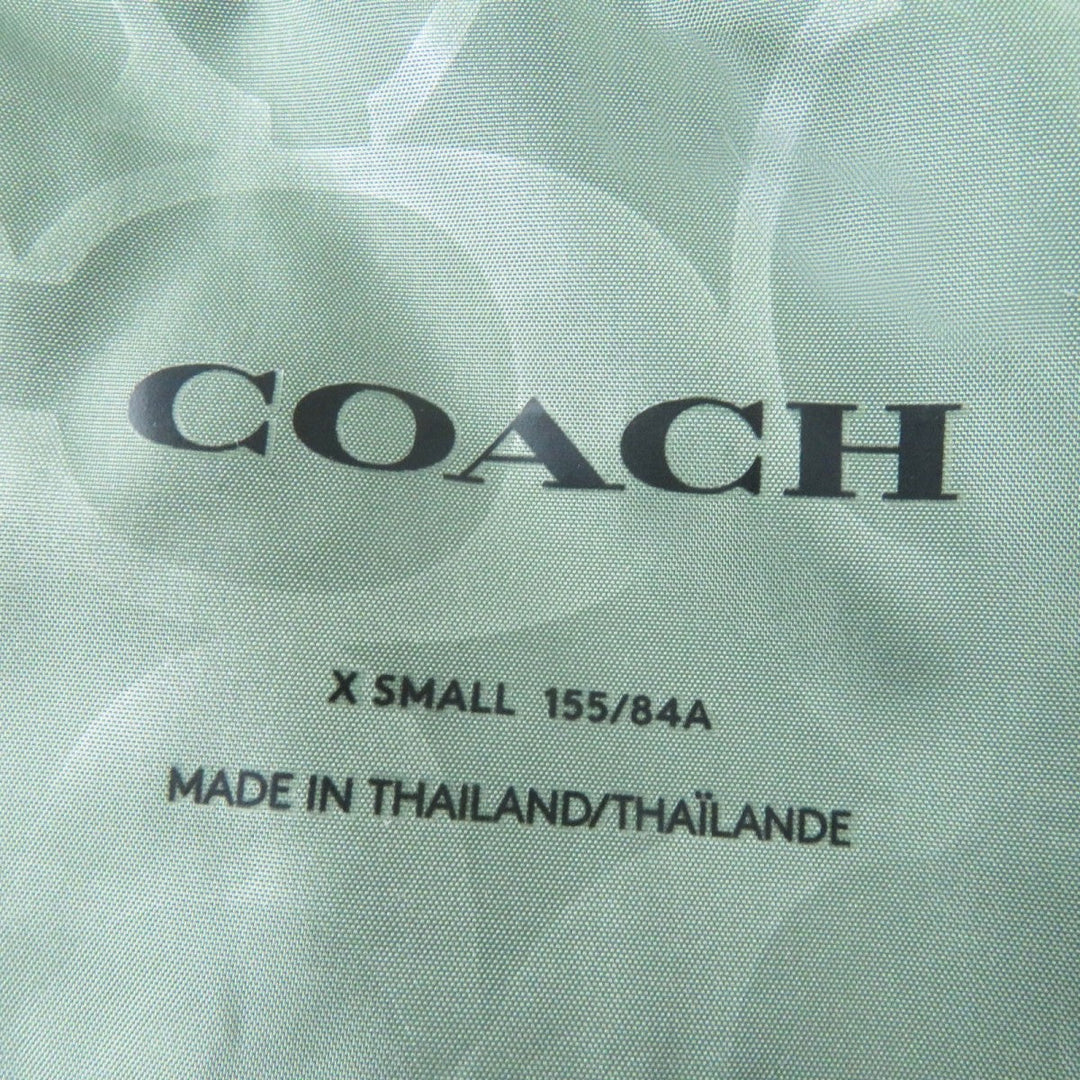 COACH
X SMALL 155/84A
MADE IN THAILAND/THAÏLANDE